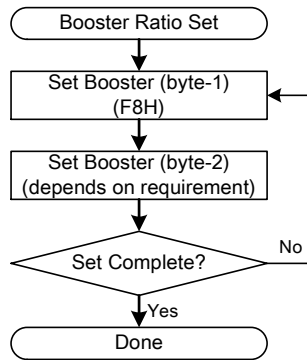 Booster Ratio Set
Set Booster (byte-1)
(F8H)
Set Booster (byte-2)
(depends on requirement)
Set Complete?
No
Yes
Done